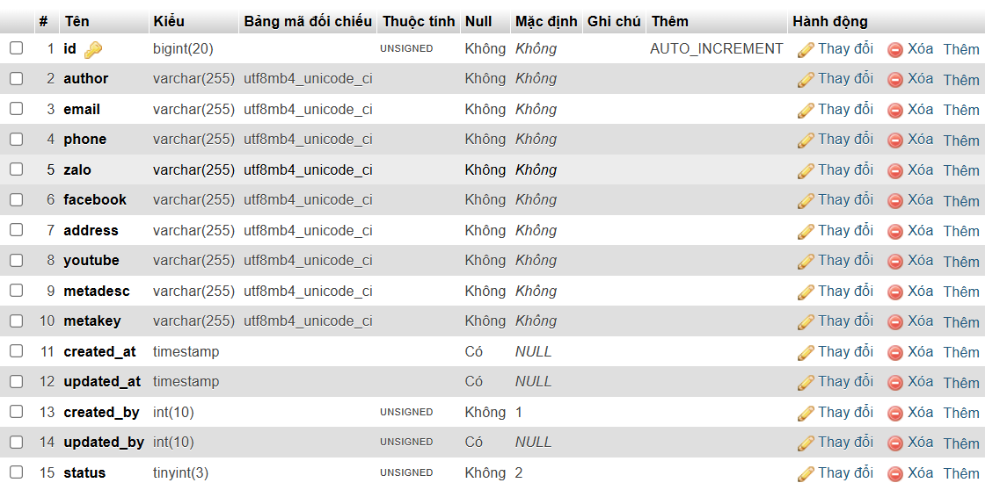 # Tên Kiểu Bảng mã đối chiếu Thuộc tính Null Mặc định Ghi chú Thêm Hành động
1 id bigint(20) UNSIGNED Không Không AUTO_INCREMENT Thay đổi Xóa Thêm
2 author varchar(255) utf8mb4_unicode_ci Không Không Thay đổi Xóa Thêm
3 email varchar(255) utf8mb4_unicode_ci Không Không Thay đổi Xóa Thêm
4 phone varchar(255) utf8mb4_unicode_ci Không Không Thay đổi Xóa Thêm
5 zalo varchar(255) utf8mb4_unicode_ci Không Không Thay đổi Xóa Thêm
6 facebook varchar(255) utf8mb4_unicode_ci Không Không Thay đổi Xóa Thêm
7 address varchar(255) utf8mb4_unicode_ci Không Không Thay đổi Xóa Thêm
8 youtube varchar(255) utf8mb4_unicode_ci Không Không Thay đổi Xóa Thêm
9 metadesc varchar(255) utf8mb4_unicode_ci Không Không Thay đổi Xóa Thêm
10 metakey varchar(255) utf8mb4_unicode_ci Không Không Thay đổi Xóa Thêm
11 created_at timestamp Có NULL Thay đổi Xóa Thêm
12 updated_at timestamp Có NULL Thay đổi Xóa Thêm
13 created_by int(10) UNSIGNED Không 1 Thay đổi Xóa Thêm
14 updated_by int(10) UNSIGNED Có NULL Thay đổi Xóa Thêm
15 status tinyint(3) UNSIGNED Không 2 Thay đổi Xóa Thêm